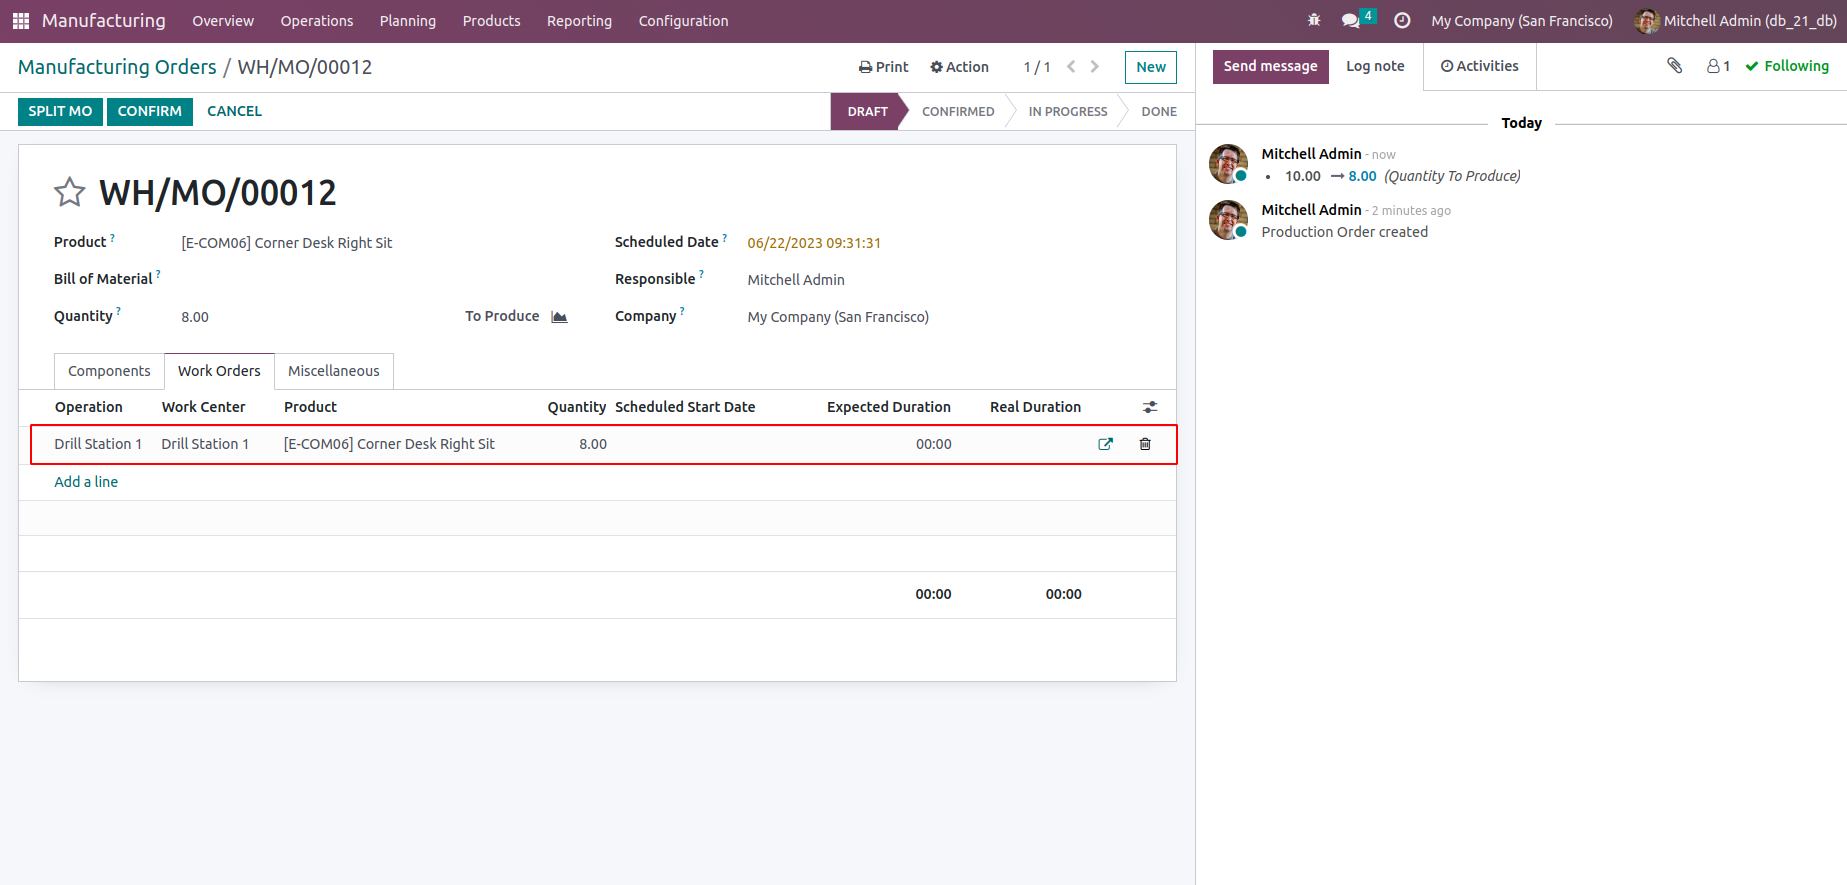 Manufacturing Overview Operations Planning Products Reporting Configuration 4 My Company (San Francisco) Mitchell Admin (db_21_db)
Manufacturing Orders / WH/MO/00012 Print Action 1 / 1 New
Send message Log note Activities 1 Following
SPLIT MO CONFIRM CANCEL DRAFT CONFIRMED IN PROGRESS DONE
WH/MO/00012
Product ? [E-COM06] Corner Desk Right Sit Scheduled Date ? 06/22/2023 09:31:31
Bill of Material ? Responsible ? Mitchell Admin
Quantity ? 8.00 To Produce Company ? My Company (San Francisco)
Components Work Orders Miscellaneous
Operation Work Center Product Quantity Scheduled Start Date Expected Duration Real Duration
Drill Station 1 Drill Station 1 [E-COM06] Corner Desk Right Sit 8.00 00:00
Add a line
00:00 00:00
Today
Mitchell Admin - now
• 10.00 → 8.00 (Quantity To Produce)
Mitchell Admin - 2 minutes ago
Production Order created